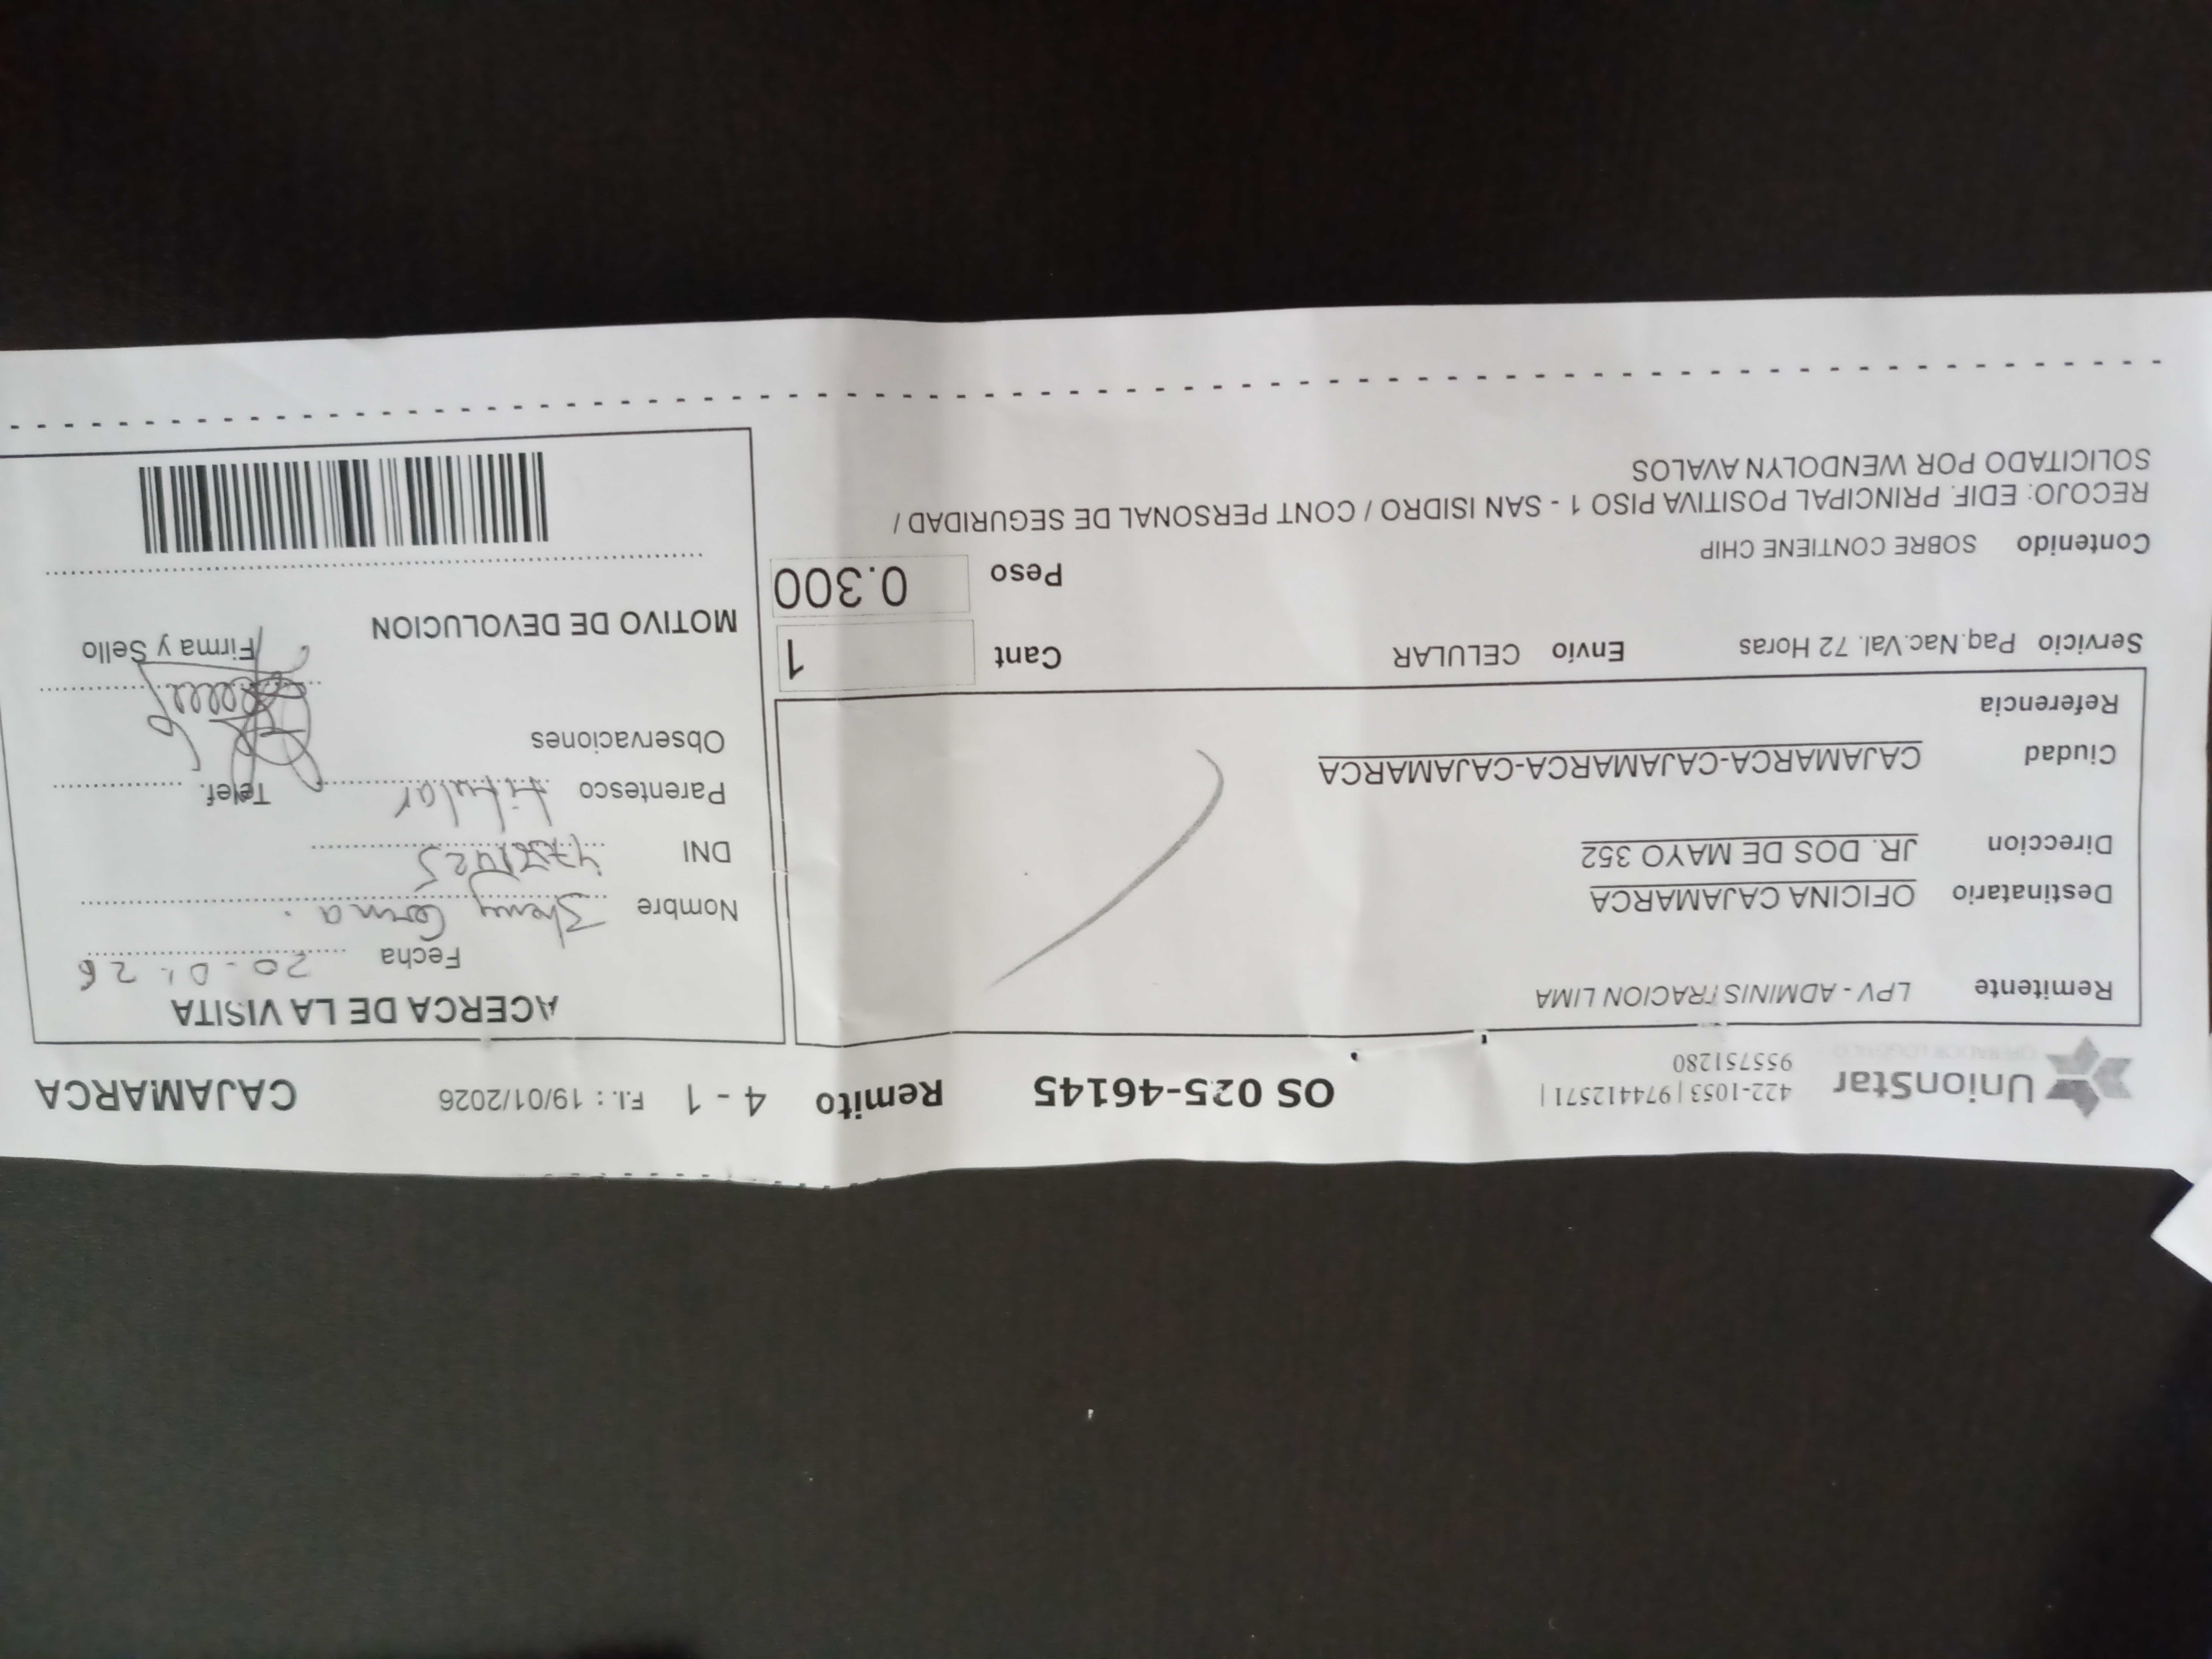 UnionStar
OPERADOR LOGISTICO
422-1053 | 974412571 |
955751280
OS 025-46145
Remito 4 - 1 F.I. : 19/01/2026 CAJAMARCA
Remitente LPV - ADMINISTRACION LIMA
Destinatario OFICINA CAJAMARCA
Direccion JR. DOS DE MAYO 352
Ciudad CAJAMARCA-CAJAMARCA-CAJAMARCA
Referencia
Servicio Paq.Nac.Val. 72 Horas Envío CELULAR Cant 1
Peso 0.300
Contenido SOBRE CONTIENE CHIP
RECOJO: EDIF. PRINCIPAL POSITIVA PISO 1 - SAN ISIDRO / CONT PERSONAL DE SEGURIDAD /
SOLICITADO POR WENDOLYN AVALOS
ACERCA DE LA VISITA
Fecha 20-01-26
Nombre
DNI
Parentesco titular Telef.
Observaciones
Firma y Sello
MOTIVO DE DEVOLUCION